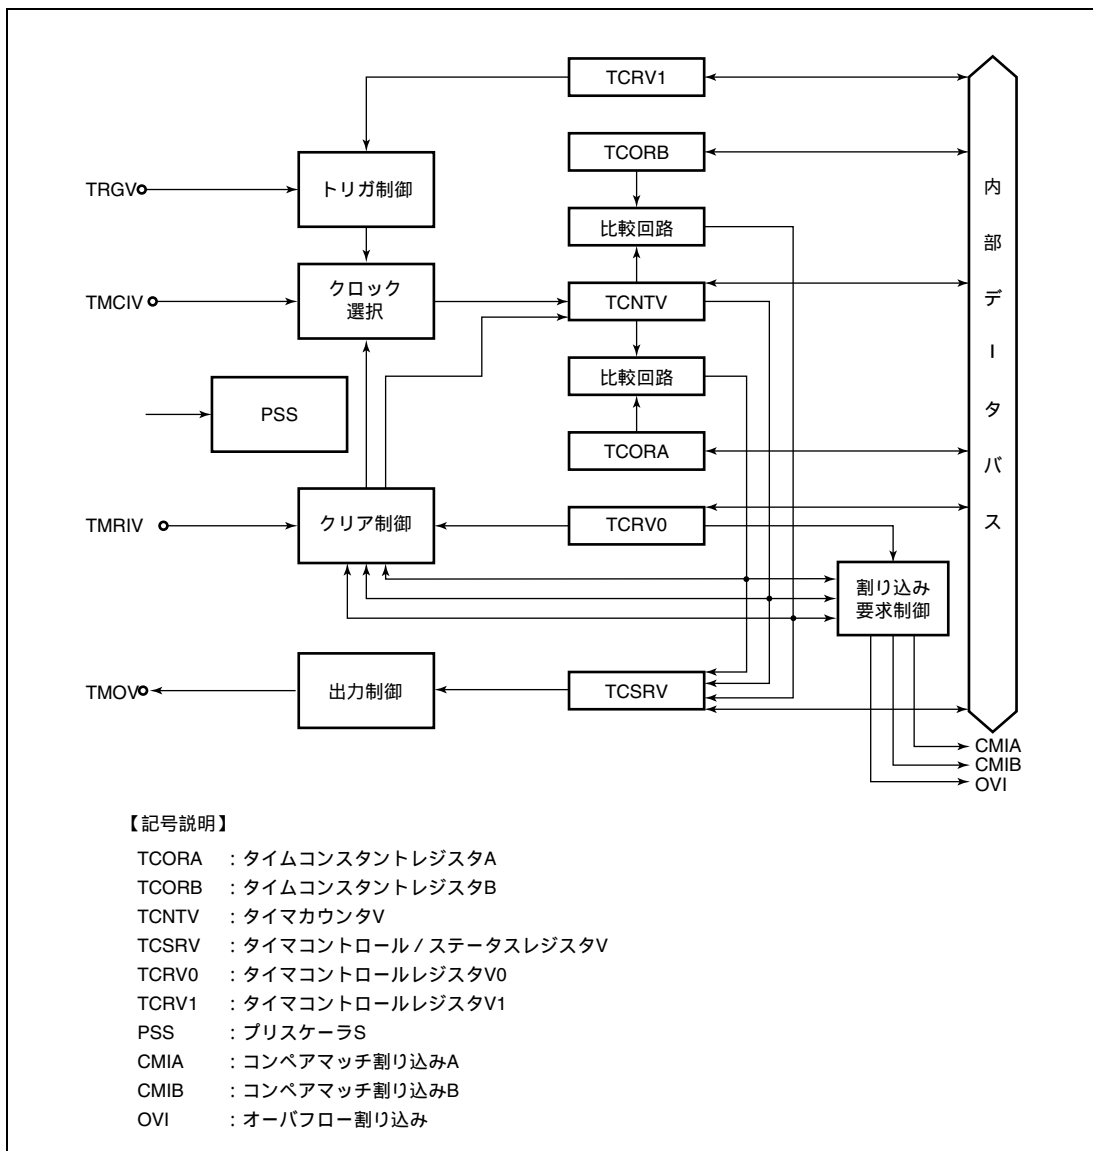 TCRV1
TCORB
TRGV
トリガ制御
比較回路
TMCIV
クロック
選択
TCNTV
比較回路
PSS
TCORA
TMRIV
クリア制御
TCRV0
割り込み
要求制御
TMOV
出力制御
TCSRV
内部データバス
CMIA
CMIB
OVI
【記号説明】
TCORA : タイムコンスタントレジスタA
TCORB : タイムコンスタントレジスタB
TCNTV : タイマカウンタV
TCSRV : タイマコントロール / ステータスレジスタV
TCRV0 : タイマコントロールレジスタV0
TCRV1 : タイマコントロールレジスタV1
PSS : プリスケーラS
CMIA : コンペアマッチ割り込みA
CMIB : コンペアマッチ割り込みB
OVI : オーバフロー割り込み